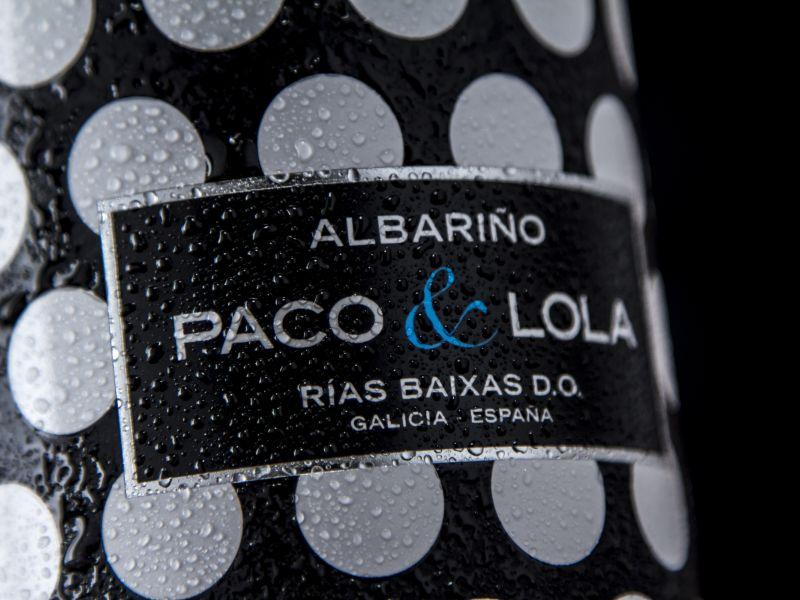 ALBARIÑO
PACO & LOLA
RÍAS BAIXAS D.O.
GALICIA · ESPAÑA